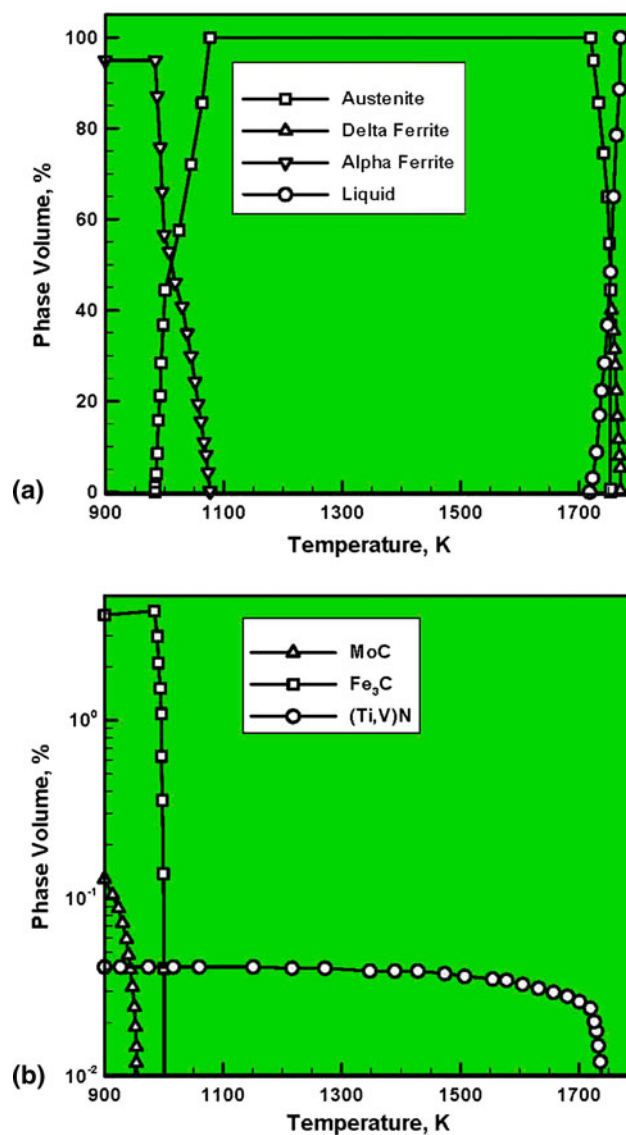 100
80
60
40
20
0
Phase Volume, %
Austenite
Delta Ferrite
Alpha Ferrite
Liquid
(a)
900 1100 1300 1500 1700
Temperature, K
10⁰
10⁻¹
10⁻²
Phase Volume, %
MoC
Fe₃C
(Ti,V)N
(b)
900 1100 1300 1500 1700
Temperature, K